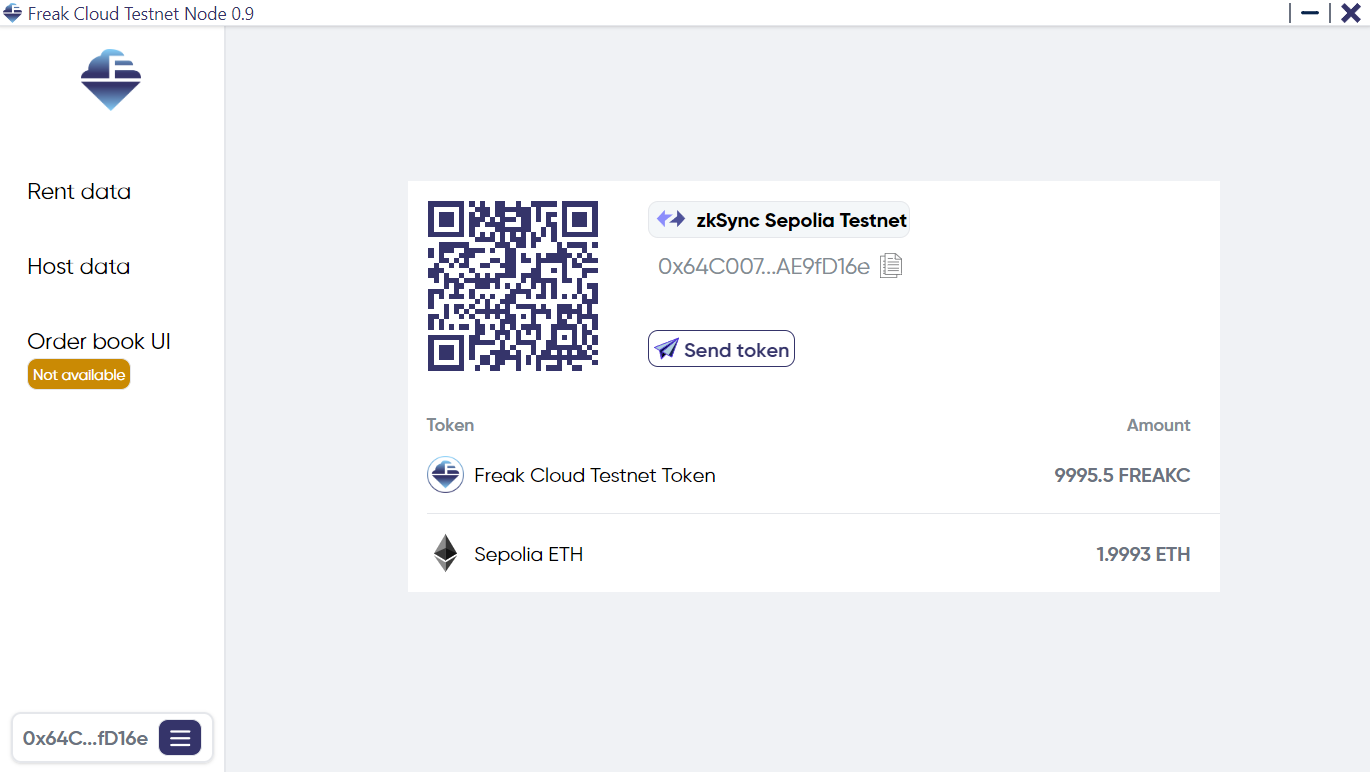 Freak Cloud Testnet Node 0.9
Rent data
Host data
Order book UI
Not available
0x64C...fD16e
zkSync Sepolia Testnet
0x64C007...AE9fD16e
Send token
Token Amount
Freak Cloud Testnet Token 9995.5 FREAKC
Sepolia ETH 1.9993 ETH